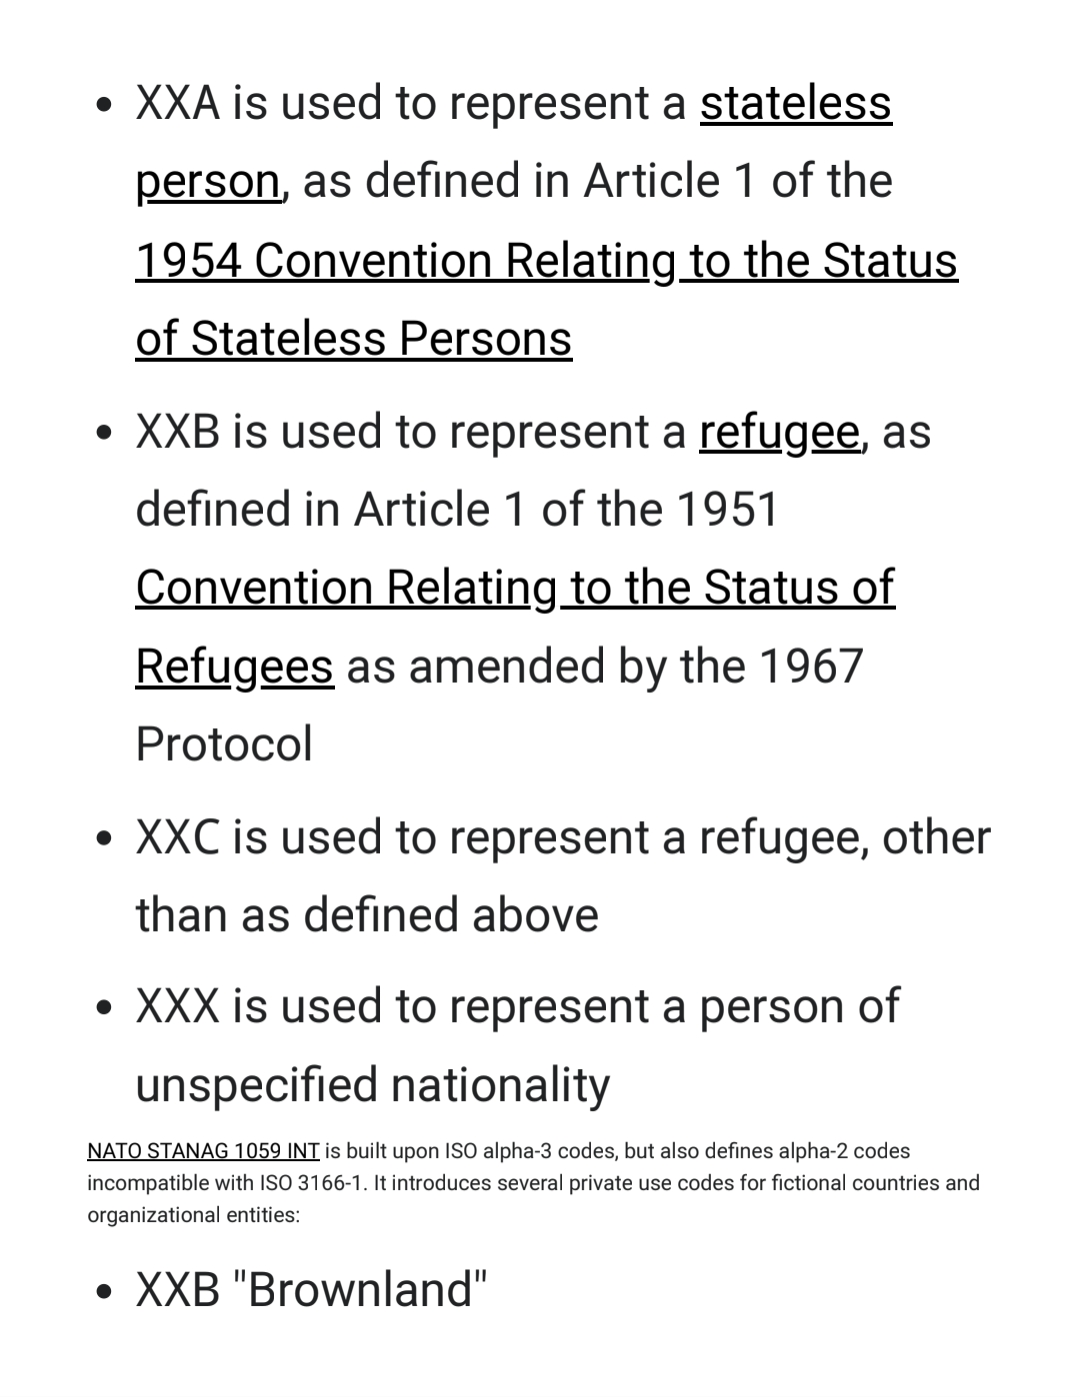 • XXA is used to represent a stateless
person, as defined in Article 1 of the
1954 Convention Relating to the Status
of Stateless Persons
• XXB is used to represent a refugee, as
defined in Article 1 of the 1951
Convention Relating to the Status of
Refugees as amended by the 1967
Protocol
• XXC is used to represent a refugee, other
than as defined above
• XXX is used to represent a person of
unspecified nationality
NATO STANAG 1059 INT is built upon ISO alpha-3 codes, but also defines alpha-2 codes
incompatible with ISO 3166-1. It introduces several private use codes for fictional countries and
organizational entities:
• XXB "Brownland"